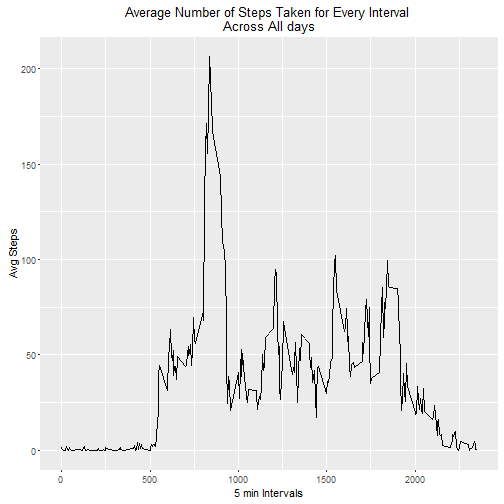 Average Number of Steps Taken for Every Interval
Across All days
200
150
100
50
0
Avg Steps
0 500 1000 1500 2000
5 min Intervals